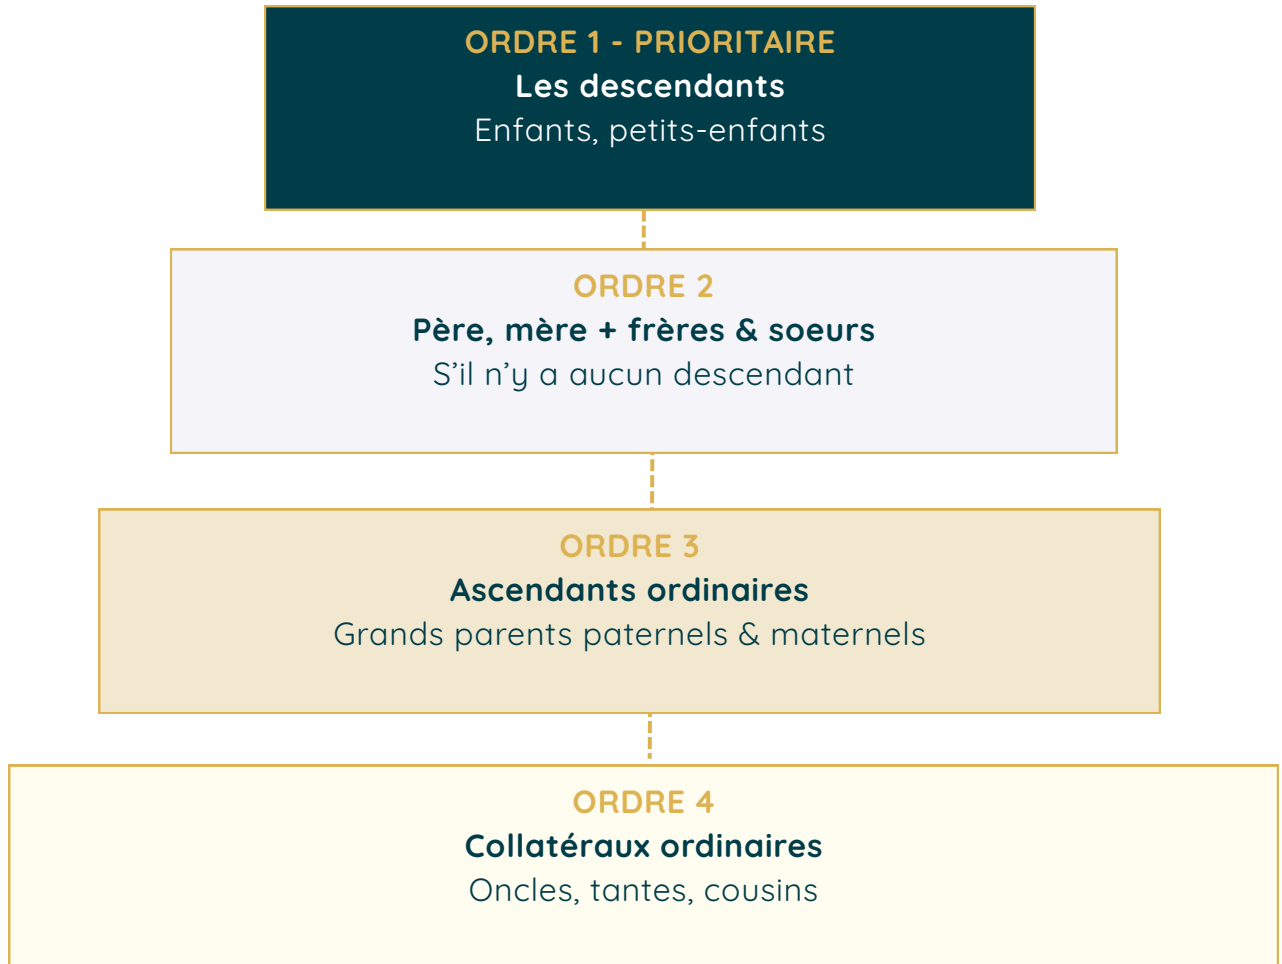 ORDRE 1 - PRIORITAIRE
Les descendants
Enfants, petits-enfants
ORDRE 2
Père, mère + frères & soeurs
S’il n’y a aucun descendant
ORDRE 3
Ascendants ordinaires
Grands parents paternels & maternels
ORDRE 4
Collatéraux ordinaires
Oncles, tantes, cousins